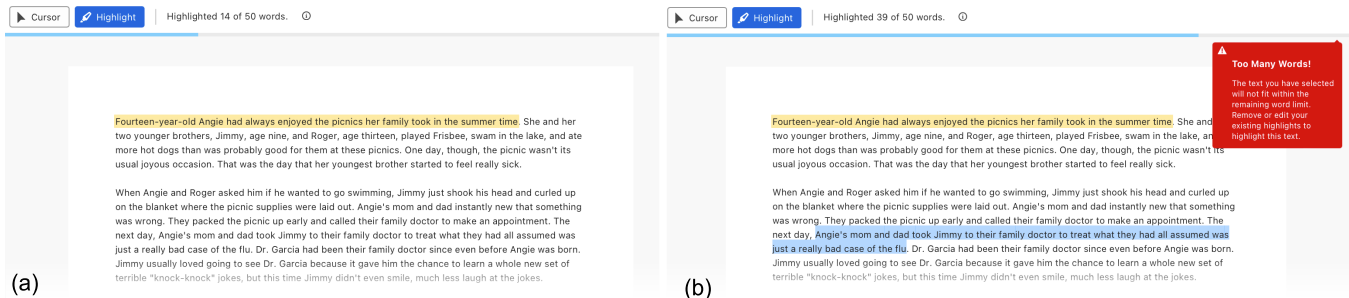 Cursor Highlight Highlighted 14 of 50 words.
Fourteen-year-old Angie had always enjoyed the picnics her family took in the summer time. She and her
two younger brothers, Jimmy, age nine, and Roger, age thirteen, played Frisbee, swam in the lake, and ate
more hot dogs than was probably good for them at these picnics. One day, though, the picnic wasn't its
usual joyous occasion. That was the day that her youngest brother started to feel really sick.
When Angie and Roger asked him if he wanted to go swimming, Jimmy just shook his head and curled up
on the blanket where the picnic supplies were laid out. Angie's mom and dad instantly new that something
was wrong. They packed the picnic up early and called their family doctor to make an appointment. The
next day, Angie's mom and dad took Jimmy to their family doctor to treat what they had all assumed was
just a really bad case of the flu. Dr. Garcia had been their family doctor since even before Angie was born.
Jimmy usually loved going to see Dr. Garcia because it gave him the chance to learn a whole new set of
terrible "knock-knock" jokes, but this time Jimmy didn't even smile, much less laugh at the jokes.
(a)
Cursor Highlight Highlighted 39 of 50 words.
Too Many Words!
The text you have selected
will not fit within the
remaining word limit.
Remove or edit your
existing highlights to
highlight this text.
Fourteen-year-old Angie had always enjoyed the picnics her family took in the summer time. She and
two younger brothers, Jimmy, age nine, and Roger, age thirteen, played Frisbee, swam in the lake,
more hot dogs than was probably good for them at these picnics. One day, though, the picnic wasn't its
usual joyous occasion. That was the day that her youngest brother started to feel really sick.
When Angie and Roger asked him if he wanted to go swimming, Jimmy just shook his head and curled up
on the blanket where the picnic supplies were laid out. Angie's mom and dad instantly new that something
was wrong. They packed the picnic up early and called their family doctor to make an appointment. The
next day, Angie's mom and dad took Jimmy to their family doctor to treat what they had all assumed was
just a really bad case of the flu. Dr. Garcia had been their family doctor since even before Angie was born.
Jimmy usually loved going to see Dr. Garcia because it gave him the chance to learn a whole new set of
terrible "knock-knock" jokes, but this time Jimmy didn't even smile, much less laugh at the jokes.
(b)